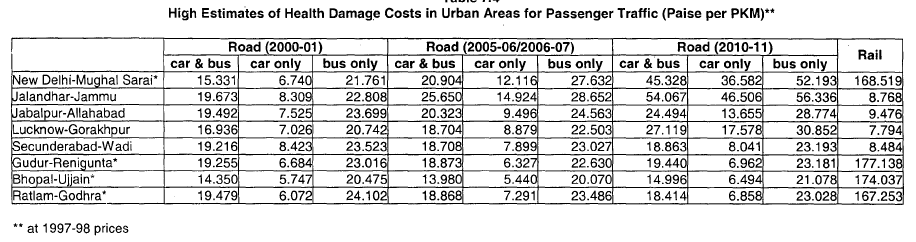 High Estimates of Health Damage Costs in Urban Areas for Passenger Traffic (Paise per PKM)**
Road (2000-01) Road (2005-06/2006-07) Road (2010-11) Rail
car & bus car only bus only car & bus car only bus only car & bus car only bus only
New Delhi-Mughal Sarai* 15.331 6.740 21.761 20.904 12.116 27.632 45.328 36.582 52.193 168.519
Jalandhar-Jammu 19.673 8.309 22.808 25.650 14.924 28.652 54.067 46.506 56.336 8.768
Jabalpur-Allahabad 19.492 7.525 23.699 20.323 9.496 24.563 24.494 13.655 28.774 9.476
Lucknow-Gorakhpur 16.936 7.026 20.742 18.704 8.879 22.503 27.119 17.578 30.852 7.794
Secunderabad-Wadi 19.216 8.423 23.523 18.708 7.899 23.027 18.863 8.041 23.193 8.484
Gudur-Renigunta* 19.255 6.684 23.016 18.873 6.327 22.630 19.440 6.962 23.181 177.138
Bhopal-Ujjain* 14.350 5.747 20.475 13.980 5.440 20.070 14.996 6.494 21.078 174.037
Ratlam-Godhra* 19.479 6.072 24.102 18.868 7.291 23.486 18.414 6.858 23.028 167.253
** at 1997-98 prices